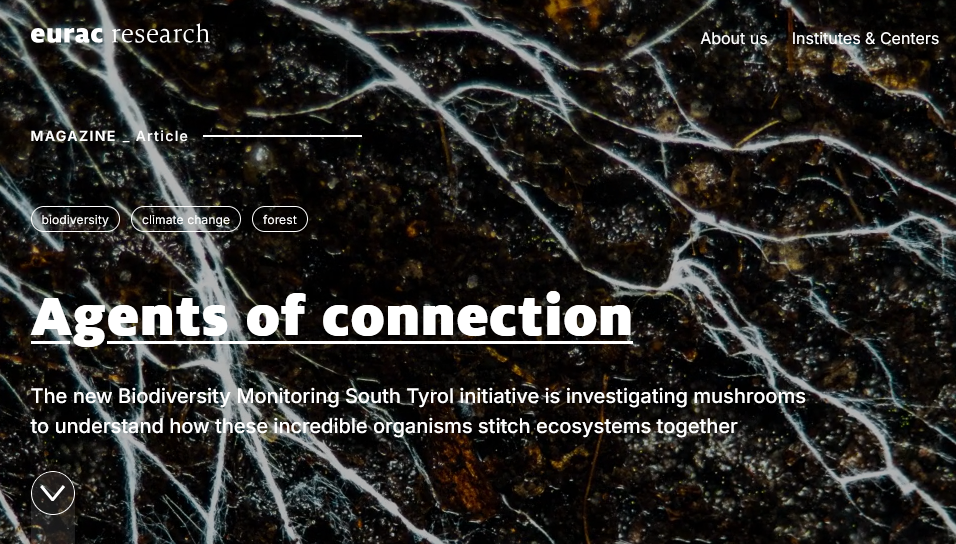 eurac research
About us Institutes & Centers
MAGAZINE _ Article
biodiversity climate change forest
Agents of connection
The new Biodiversity Monitoring South Tyrol initiative is investigating mushrooms
to understand how these incredible organisms stitch ecosystems together